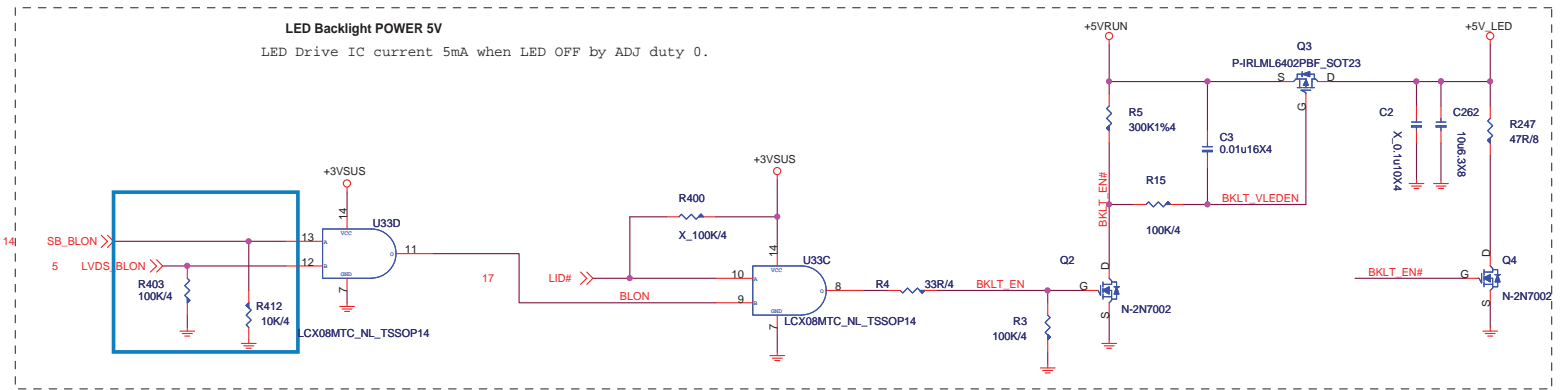 LED Backlight POWER 5V
LED Drive IC current 5mA when LED OFF by ADJ duty 0.
+5VRUN
+5V_LED
Q3
P-IRLML6402PBF_SOT23
S
D
G
R5
300K1%4
C3
0.01u16X4
C2
X_0.1u10X4
C262
10u6.3X8
R247
47R/8
BKLT_EN#
R15
100K/4
BKLT_VLEDEN
+3VSUS
14
VCC
U33D
14
SB_BLON
13
A
5
LVDS_BLON
12
B
O
11
GND
7
R403
100K/4
R412
10K/4
LCX08MTC_NL_TSSOP14
+3VSUS
R400
X_100K/4
14
VCC
U33C
17
LID#
10
A
BLON
9
B
O
8
GND
7
LCX08MTC_NL_TSSOP14
R4
33R/4
BKLT_EN
R3
100K/4
Q2
D
G
S
N-2N7002
BKLT_EN#
D
G
S
Q4
N-2N7002